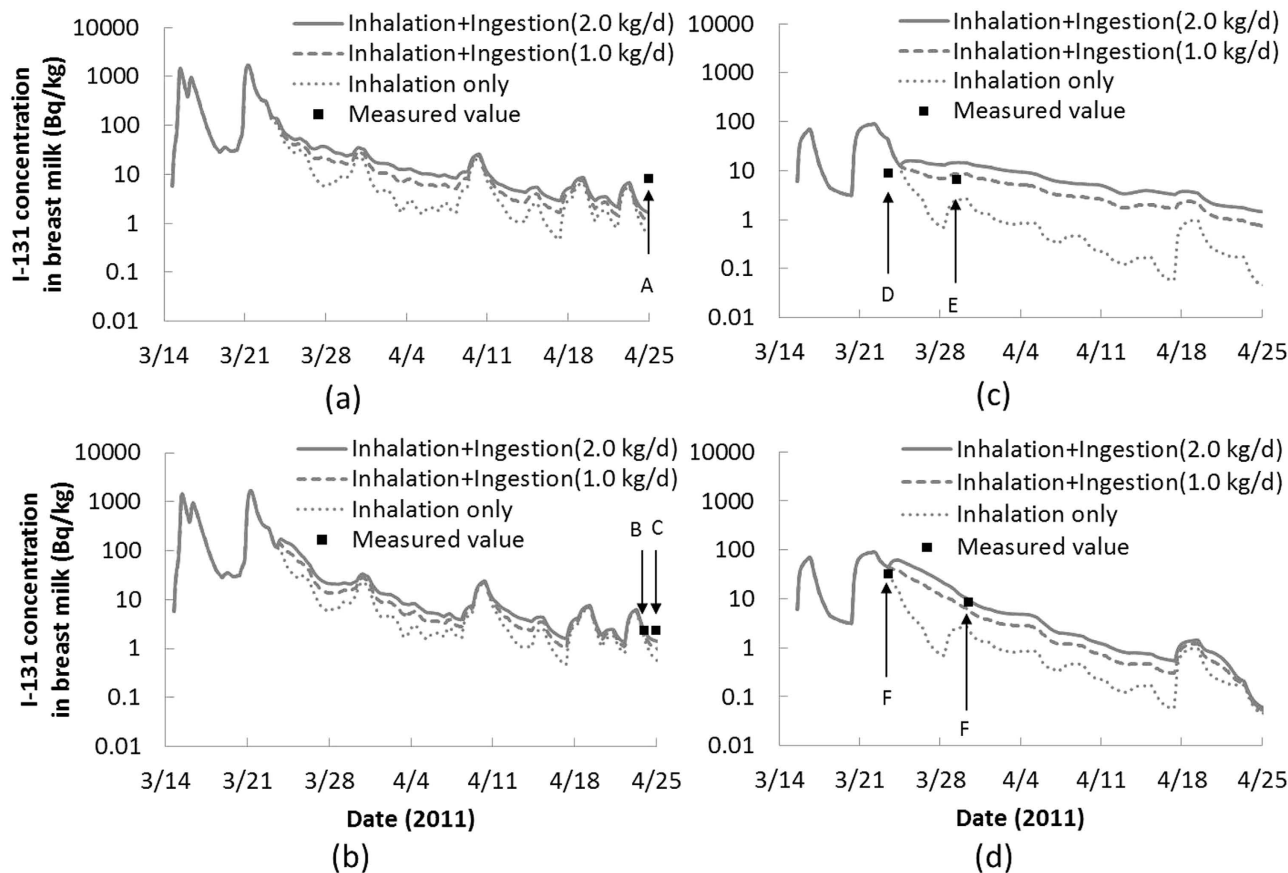 10000
1000
100
10
1
0.1
0.01
I-131 concentration
in breast milk (Bq/kg)
Inhalation+Ingestion(2.0 kg/d)
Inhalation+Ingestion(1.0 kg/d)
Inhalation only
Measured value
A
3/14 3/21 3/28 4/4 4/11 4/18 4/25
(a)
10000
1000
100
10
1
0.1
0.01
Inhalation+Ingestion(2.0 kg/d)
Inhalation+Ingestion(1.0 kg/d)
Inhalation only
Measured value
D
E
3/14 3/21 3/28 4/4 4/11 4/18 4/25
(c)
10000
1000
100
10
1
0.1
0.01
I-131 concentration
in breast milk (Bq/kg)
Inhalation+Ingestion(2.0 kg/d)
Inhalation+Ingestion(1.0 kg/d)
Inhalation only
Measured value
B C
3/14 3/21 3/28 4/4 4/11 4/18 4/25
Date (2011)
(b)
10000
1000
100
10
1
0.1
0.01
Inhalation+Ingestion(2.0 kg/d)
Inhalation+Ingestion(1.0 kg/d)
Inhalation only
Measured value
F F
3/14 3/21 3/28 4/4 4/11 4/18 4/25
Date (2011)
(d)